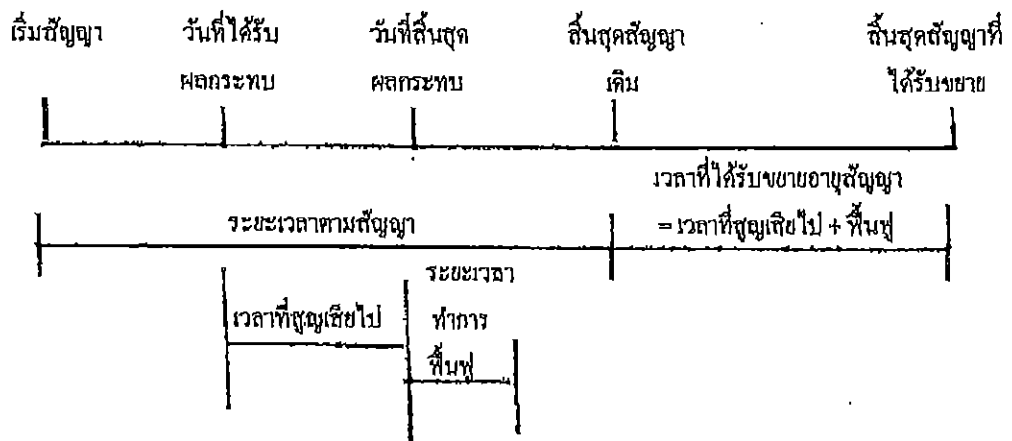 เริ่มสัญญา วันที่ได้รับ วันที่สิ้นสุด สิ้นสุดสัญญา สิ้นสุดสัญญาที่
ผลกระทบ ผลกระทบ เดิม ได้รับขยาย
เวลาที่ได้รับขยายอายุสัญญา
ระยะเวลาตามสัญญา = เวลาที่สูญเสียไป + ฟื้นฟู
ระยะเวลา
เวลาที่สูญเสียไป ทำการ
ฟื้นฟู